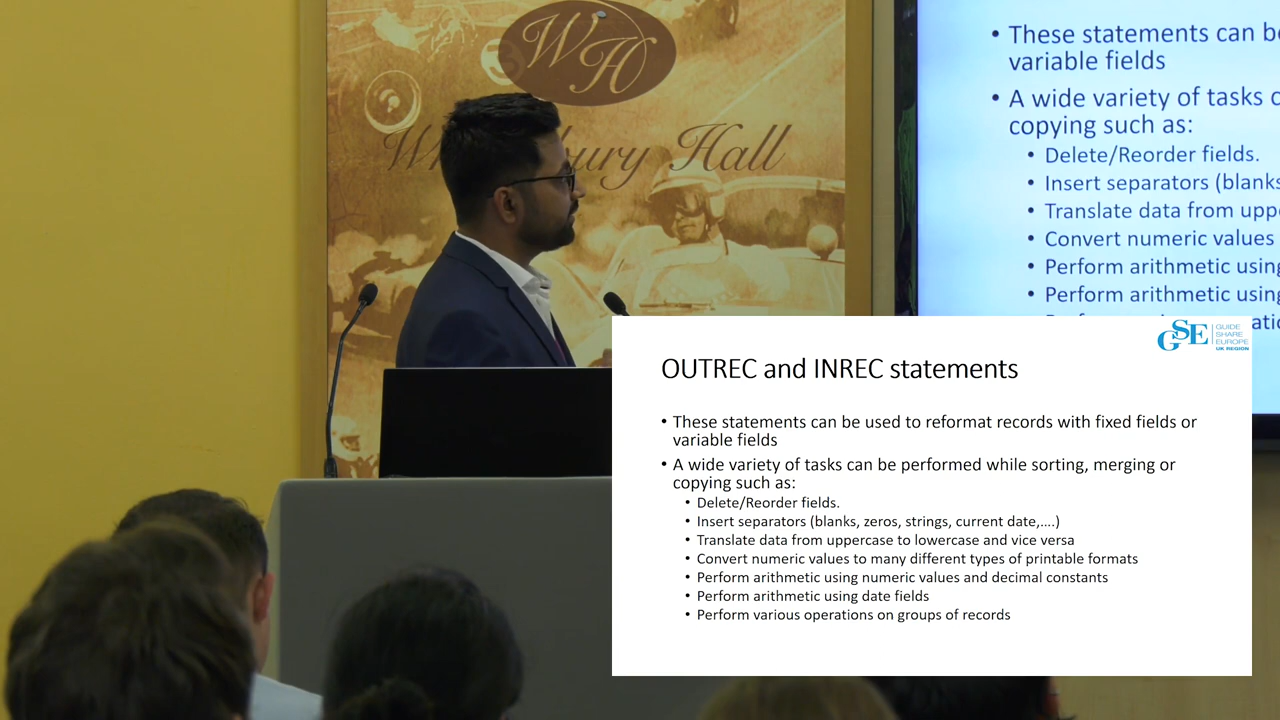 WH
bury Hall
• These statements can be
variable fields
• A wide variety of tasks c
copying such as:
• Delete/Reorder fields.
• Insert separators (blanks
• Translate data from uppe
• Convert numeric values
• Perform arithmetic using
• Perform arithmetic using
GSE GUIDE
SHARE
EUROPE
UK REGION
OUTREC and INREC statements
• These statements can be used to reformat records with fixed fields or
variable fields
• A wide variety of tasks can be performed while sorting, merging or
copying such as:
• Delete/Reorder fields.
• Insert separators (blanks, zeros, strings, current date,....)
• Translate data from uppercase to lowercase and vice versa
• Convert numeric values to many different types of printable formats
• Perform arithmetic using numeric values and decimal constants
• Perform arithmetic using date fields
• Perform various operations on groups of records